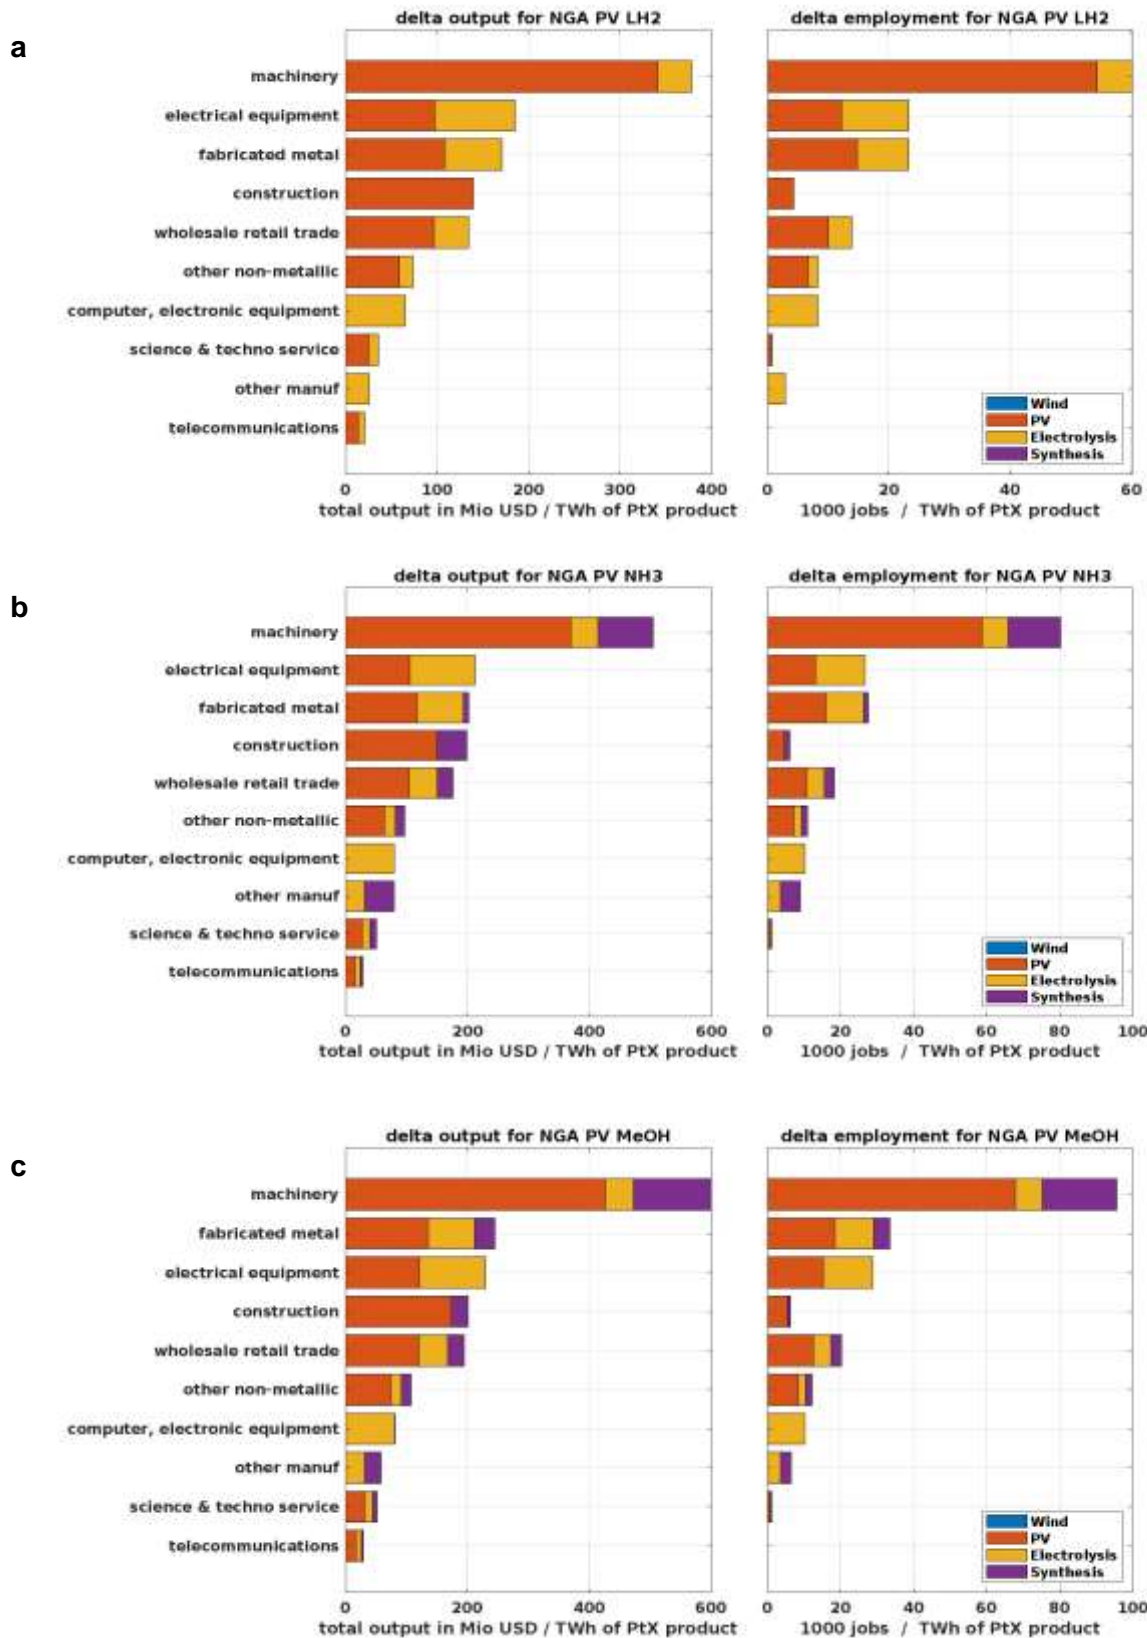 a
delta output for NGA PV LH2
machinery
electrical equipment
fabricated metal
construction
wholesale retail trade
other non-metallic
computer, electronic equipment
science & techno service
other manuf
telecommunications
0 100 200 300 400
total output in Mio USD / TWh of PtX product
delta employment for NGA PV LH2
Wind
PV
Electrolysis
Synthesis
0 20 40 60
1000 jobs / TWh of PtX product
b
delta output for NGA PV NH3
machinery
electrical equipment
fabricated metal
construction
wholesale retail trade
other non-metallic
computer, electronic equipment
other manuf
science & techno service
telecommunications
0 200 400 600
total output in Mio USD / TWh of PtX product
delta employment for NGA PV NH3
Wind
PV
Electrolysis
Synthesis
0 20 40 60 80 100
1000 jobs / TWh of PtX product
c
delta output for NGA PV MeOH
machinery
fabricated metal
electrical equipment
construction
wholesale retail trade
other non-metallic
computer, electronic equipment
other manuf
science & techno service
telecommunications
0 200 400 600
total output in Mio USD / TWh of PtX product
delta employment for NGA PV MeOH
Wind
PV
Electrolysis
Synthesis
0 20 40 60 80 100
1000 jobs / TWh of PtX product